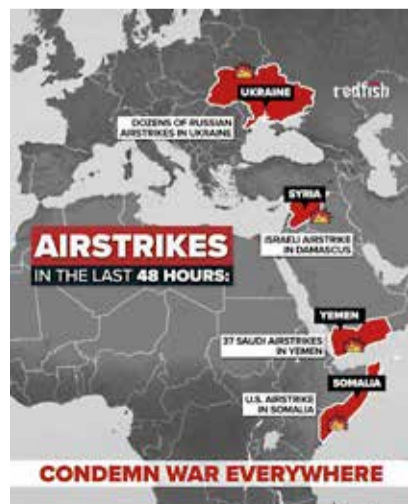 redfish
UKRAINE
DOZENS OF RUSSIAN
AIRSTRIKES IN UKRAINE
SYRIA
ISRAELI AIRSTRIKE
IN DAMASCUS
AIRSTRIKES
IN THE LAST 48 HOURS:
YEMEN
37 SAUDI AIRSTRIKES
IN YEMEN
SOMALIA
U.S. AIRSTRIKE
IN SOMALIA
CONDEMN WAR EVERYWHERE